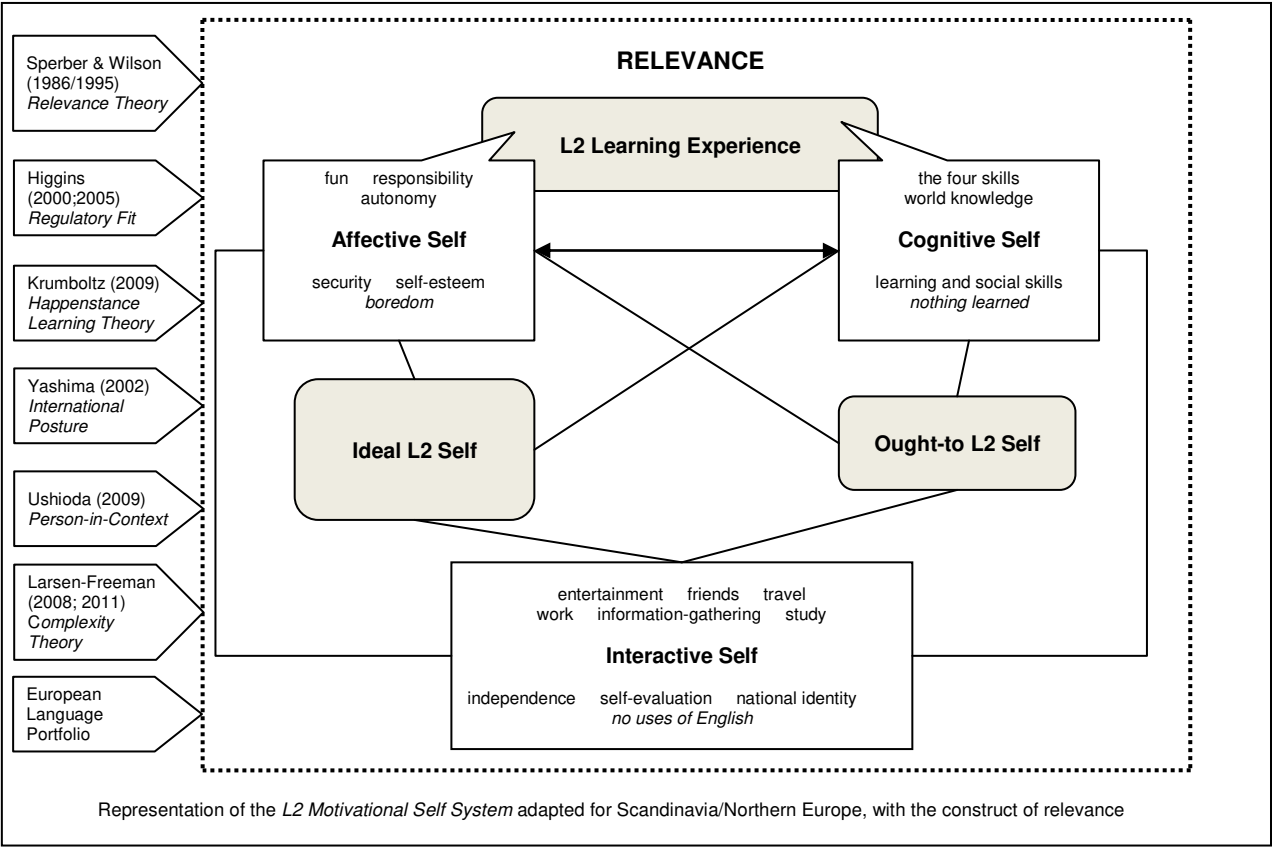 Sperber & Wilson
(1986/1995)
Relevance Theory
Higgins
(2000;2005)
Regulatory Fit
Krumboltz (2009)
Happenstance
Learning Theory
Yashima (2002)
International
Posture
Ushioda (2009)
Person-in-Context
Larsen-Freeman
(2008; 2011)
Complexity
Theory
European
Language
Portfolio
RELEVANCE
L2 Learning Experience
fun responsibility
autonomy
Affective Self
security self-esteem
boredom
the four skills
world knowledge
Cognitive Self
learning and social skills
nothing learned
Ideal L2 Self
Ought-to L2 Self
entertainment friends travel
work information-gathering study
Interactive Self
independence self-evaluation national identity
no uses of English
Representation of the L2 Motivational Self System adapted for Scandinavia/Northern Europe, with the construct of relevance